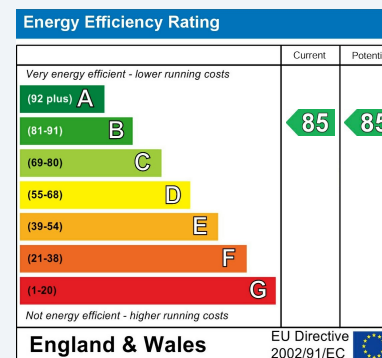 Energy Efficiency Rating
Current Potenti
Very energy efficient - lower running costs
(92 plus) A
(81-91) B
85 85
(69-80) C
(55-68) D
(39-54) E
(21-38) F
(1-20) G
Not energy efficient - higher running costs
England & Wales
EU Directive
2002/91/EC